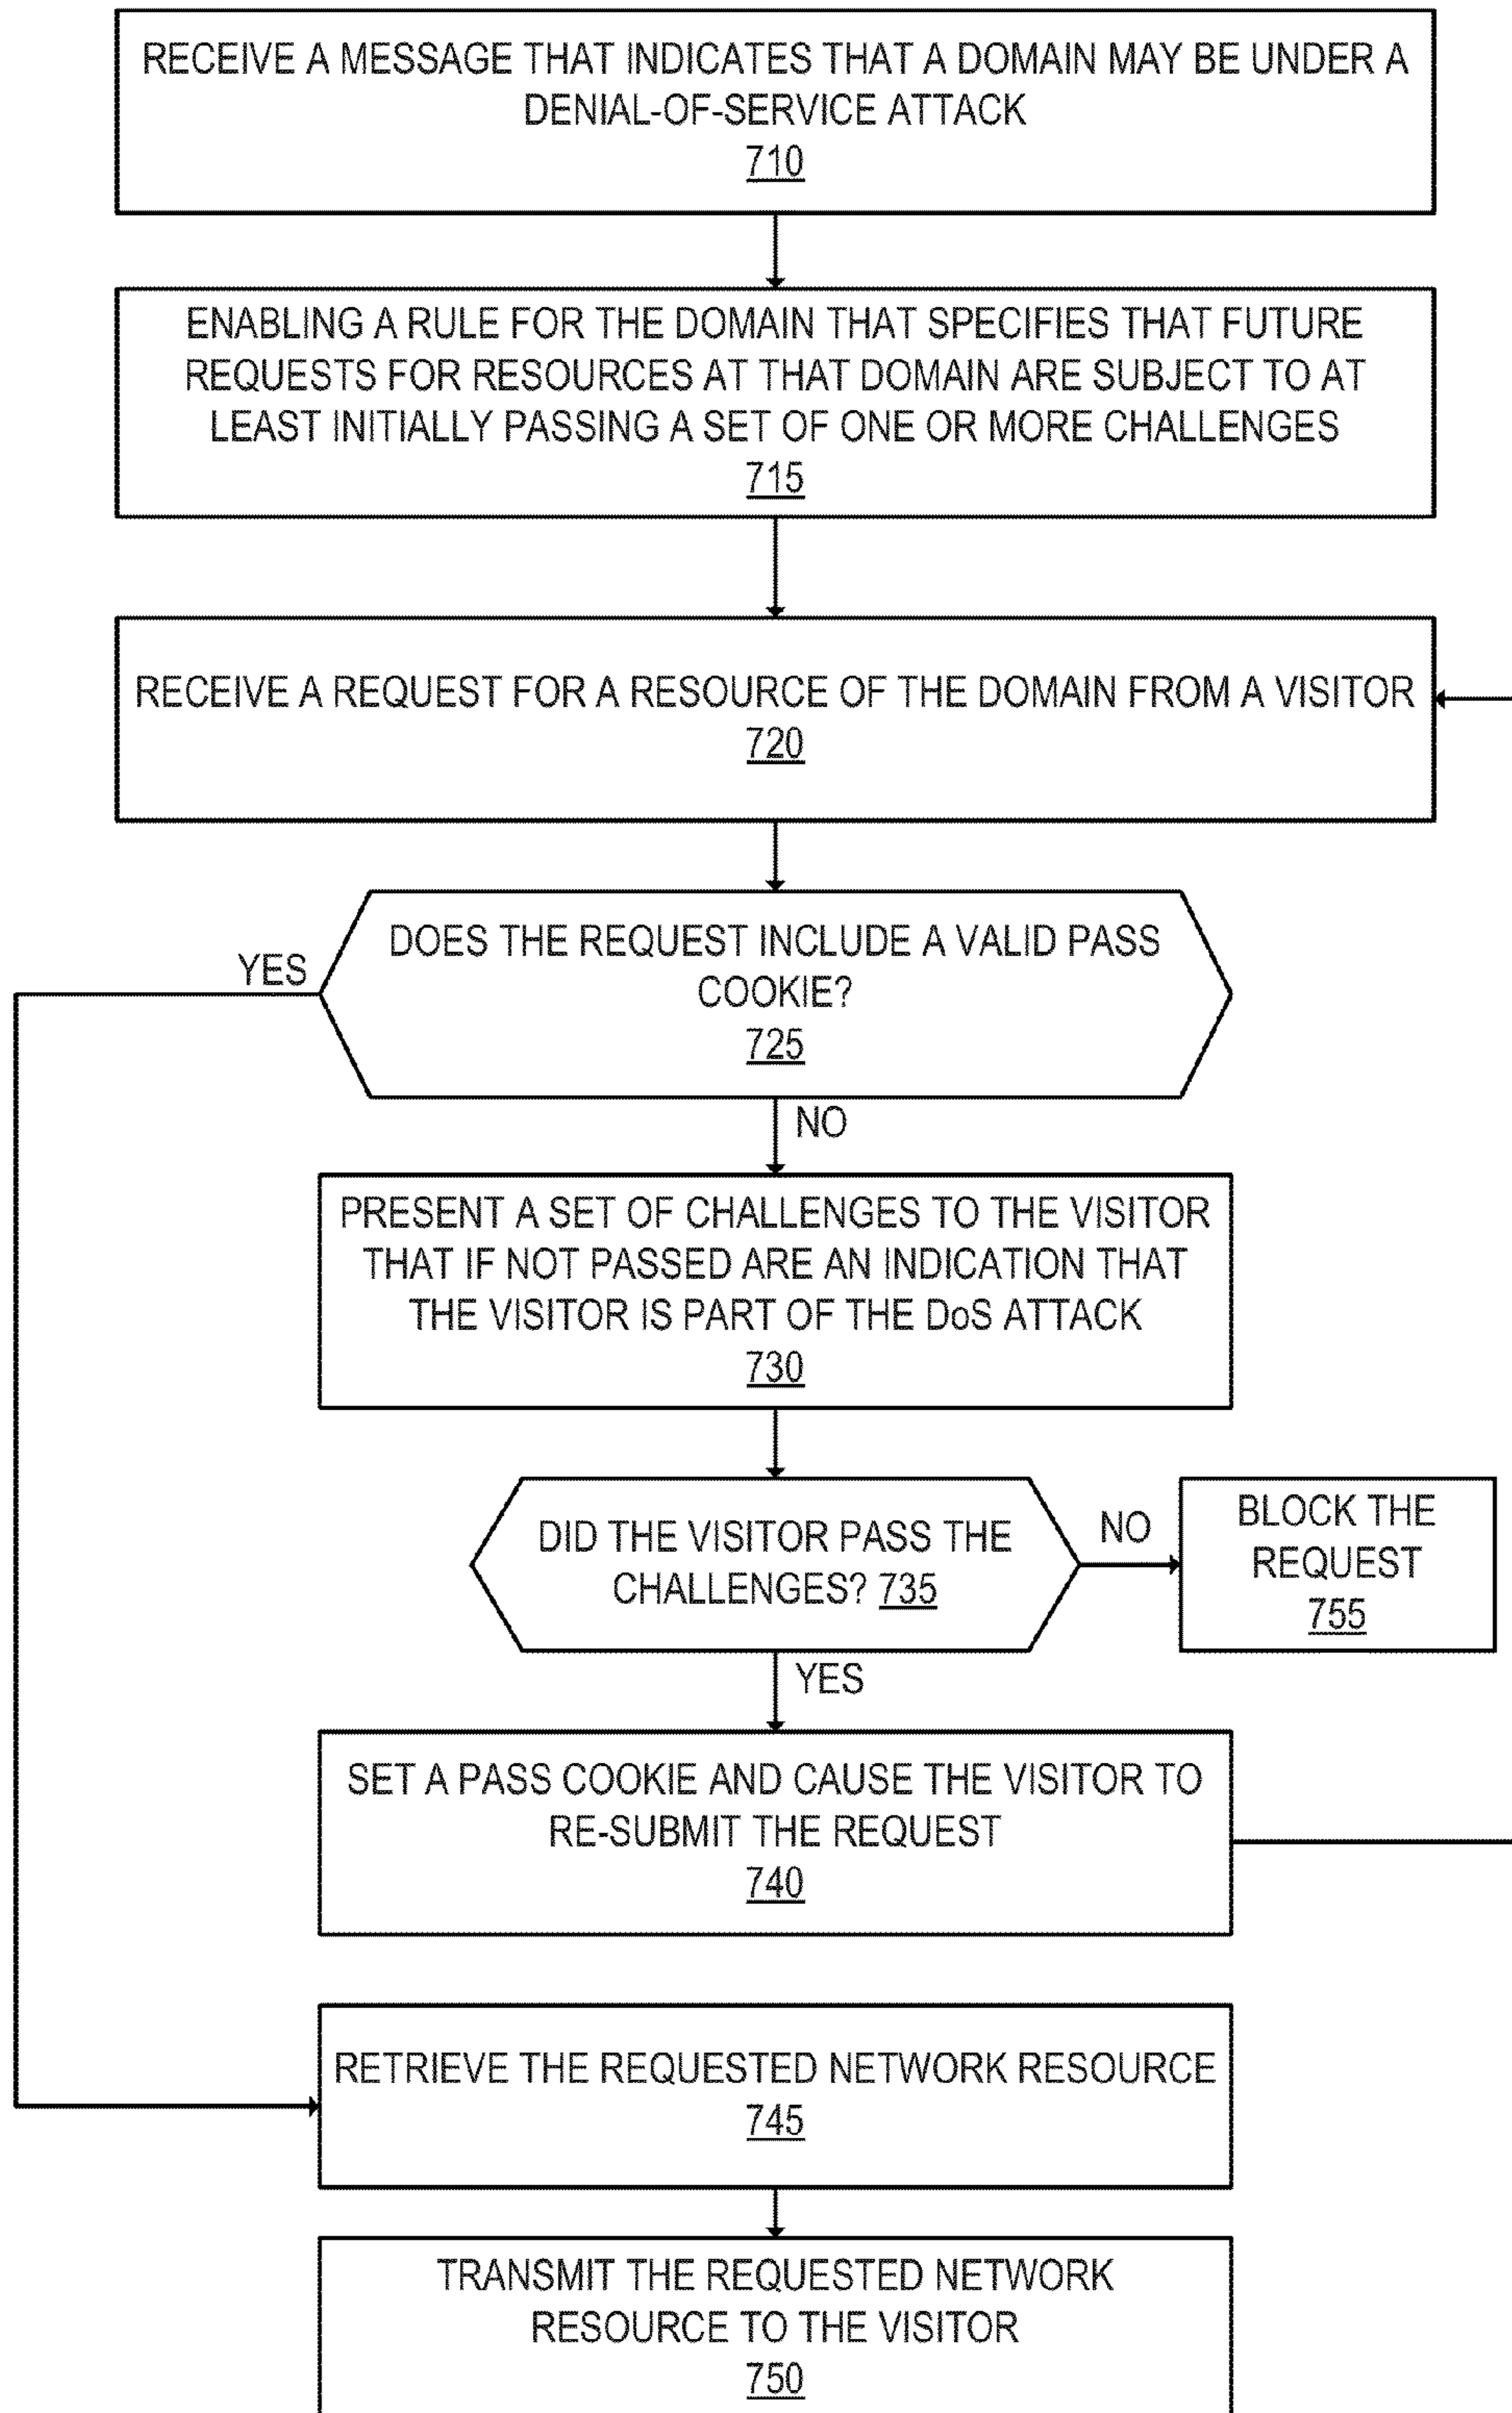 RECEIVE A MESSAGE THAT INDICATES THAT A DOMAIN MAY BE UNDER A
DENIAL-OF-SERVICE ATTACK
710
ENABLING A RULE FOR THE DOMAIN THAT SPECIFIES THAT FUTURE
REQUESTS FOR RESOURCES AT THAT DOMAIN ARE SUBJECT TO AT
LEAST INITIALLY PASSING A SET OF ONE OR MORE CHALLENGES
715
RECEIVE A REQUEST FOR A RESOURCE OF THE DOMAIN FROM A VISITOR
720
DOES THE REQUEST INCLUDE A VALID PASS
COOKIE?
725
YES
NO
PRESENT A SET OF CHALLENGES TO THE VISITOR
THAT IF NOT PASSED ARE AN INDICATION THAT
THE VISITOR IS PART OF THE DoS ATTACK
730
DID THE VISITOR PASS THE
CHALLENGES? 735
NO
BLOCK THE
REQUEST
755
YES
SET A PASS COOKIE AND CAUSE THE VISITOR TO
RE-SUBMIT THE REQUEST
740
RETRIEVE THE REQUESTED NETWORK RESOURCE
745
TRANSMIT THE REQUESTED NETWORK
RESOURCE TO THE VISITOR
750